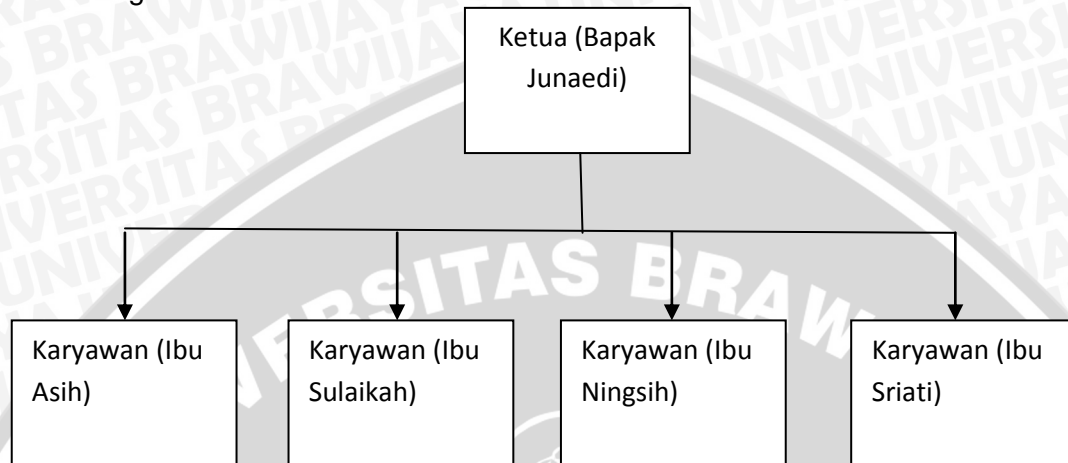 Ketua (Bapak
Junaedi)
Karyawan (Ibu
Asih)
Karyawan (Ibu
Sulaikah)
Karyawan (Ibu
Ningsih)
Karyawan (Ibu
Sriati)